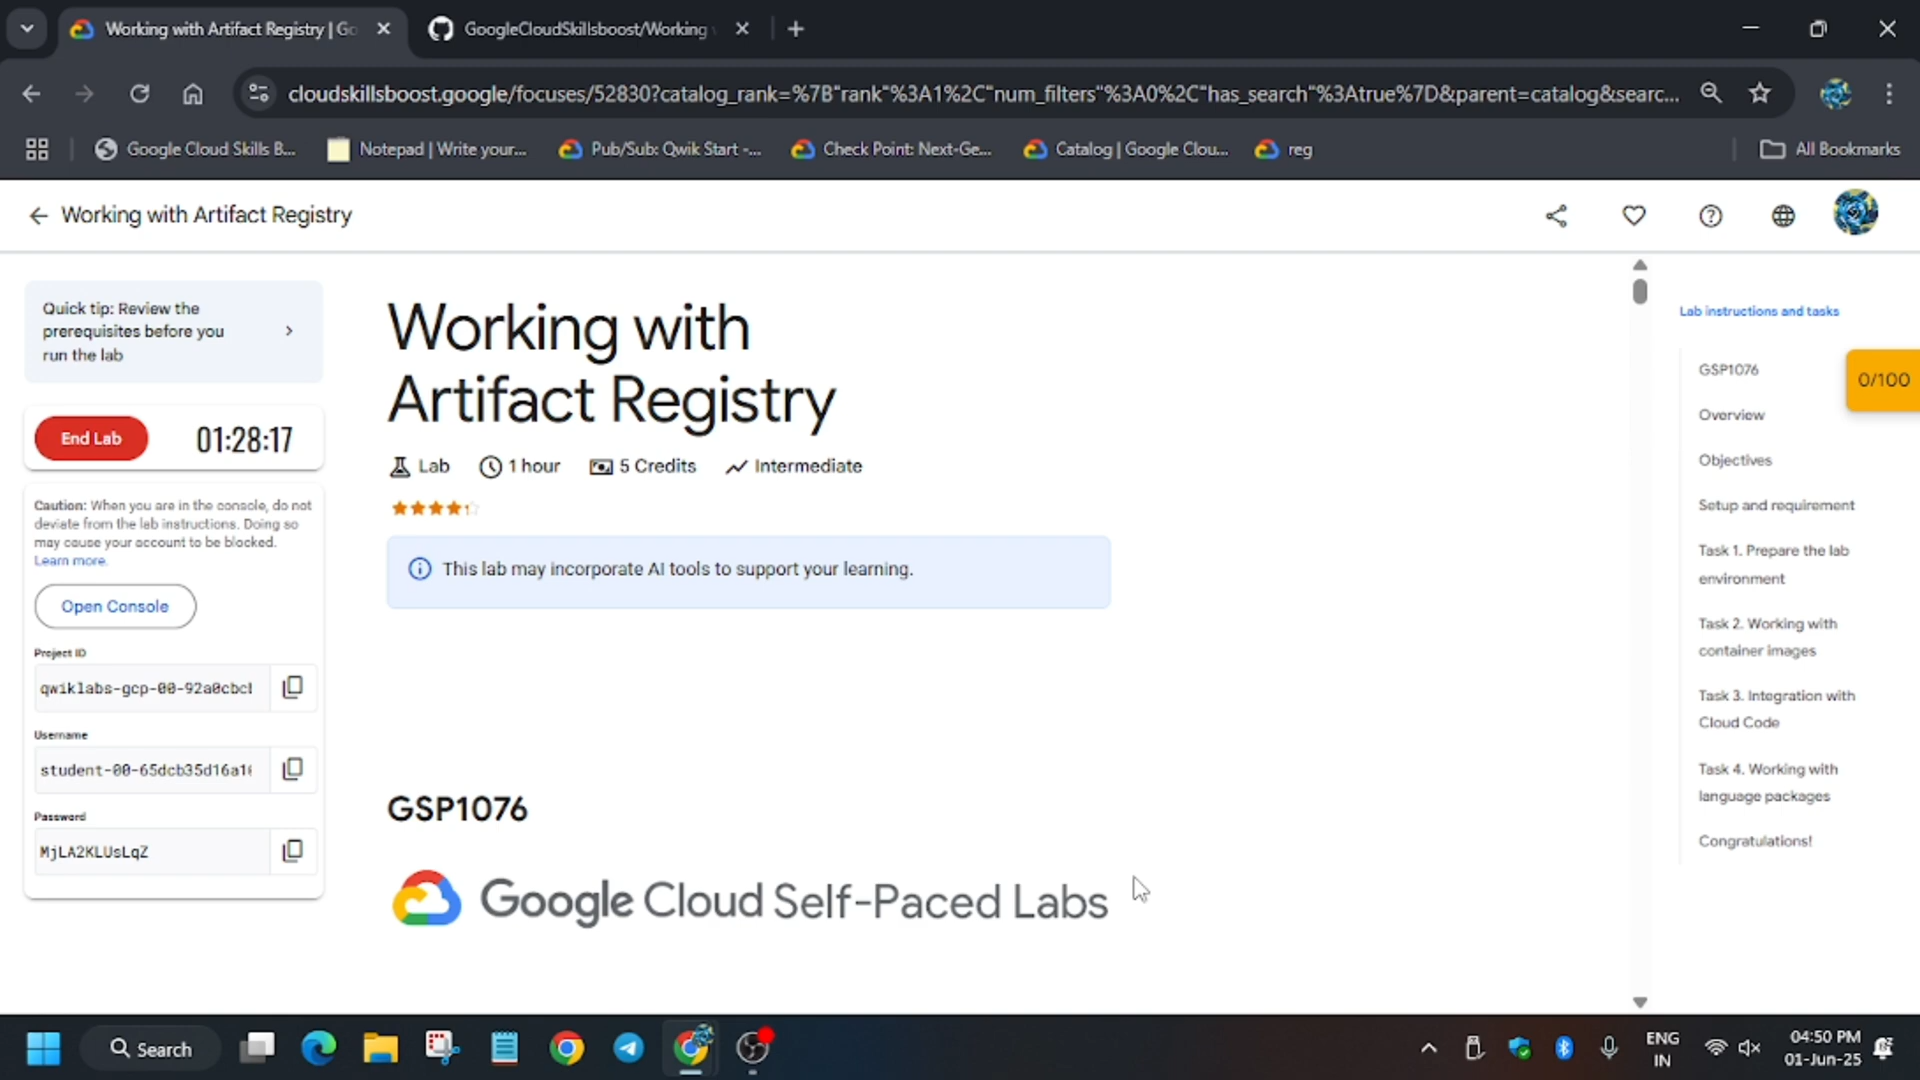 Working with Artifact Registry | Go
GoogleCloudSkillsboost/Working
cloudskillsboost.google/focuses/52830?catalog_rank=%7B"rank"%3A1%2C"num_filters"%3A0%2C"has_search"%3Atrue%7D&parent=catalog&searc...
Google Cloud Skills B...
Notepad | Write your...
Pub/Sub: Qwik Start -...
Check Point: Next-Ge...
Catalog | Google Clou...
reg
All Bookmarks
Working with Artifact Registry
Quick tip: Review the
prerequisites before you
run the lab
End Lab
01:28:17
Caution: When you are in the console, do not
deviate from the lab instructions. Doing so
may cause your account to be blocked.
Learn more.
Open Console
Project ID
qwiklabs-gcp-00-92a0cbcl
Username
student-00-65dcb35d16a1
Password
MjLA2KLUsLqZ
Working with
Artifact Registry
Lab
1 hour
5 Credits
Intermediate
This lab may incorporate AI tools to support your learning.
GSP1076
Google Cloud Self-Paced Labs
Lab instructions and tasks
GSP1076
0/100
Overview
Objectives
Setup and requirement
Task 1. Prepare the lab
environment
Task 2. Working with
container images
Task 3. Integration with
Cloud Code
Task 4. Working with
language packages
Congratulations!
Search
ENG
IN
04:50 PM
01-Jun-25